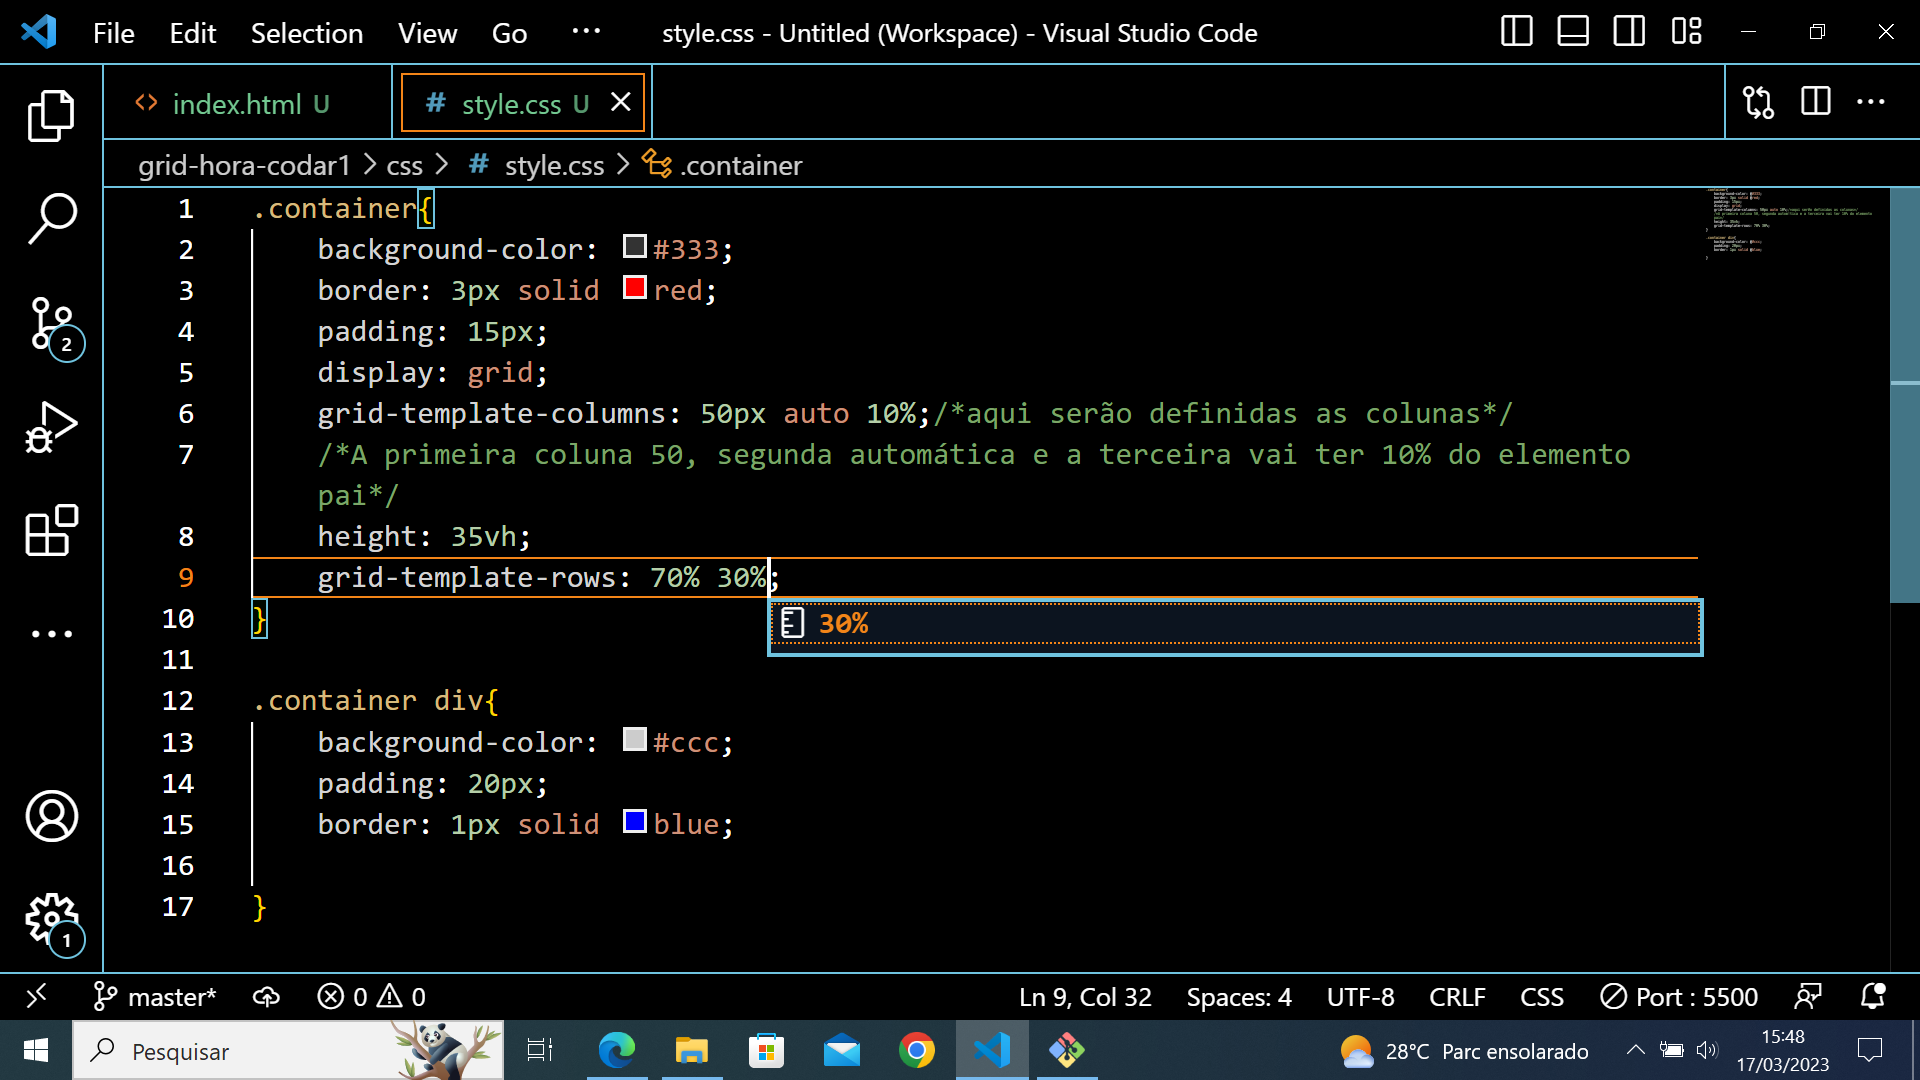 File Edit Selection View Go ··· style.css - Untitled (Workspace) - Visual Studio Code
<> index.html U # style.css U
grid-hora-codar1 > css > # style.css > .container
1 .container{
2 background-color: #333;
3 border: 3px solid red;
4 padding: 15px;
5 display: grid;
6 grid-template-columns: 50px auto 10%;/*aqui serão definidas as colunas*/
7 /*A primeira coluna 50, segunda automática e a terceira vai ter 10% do elemento
pai*/
8 height: 35vh;
9 grid-template-rows: 70% 30%;
10 }
30%
11
12 .container div{
13 background-color: #ccc;
14 padding: 20px;
15 border: 1px solid blue;
16
17 }
2
1
master* 0 0 Ln 9, Col 32 Spaces: 4 UTF-8 CRLF CSS Port : 5500
Pesquisar 28°C Parc ensolarado 15:48
17/03/2023